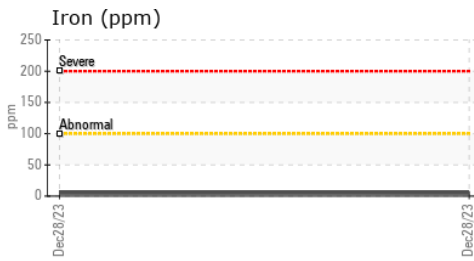 Iron (ppm)
250
Severe
200
150
ppm
Abnormal
100
50
0
Dec28/23
Dec28/23